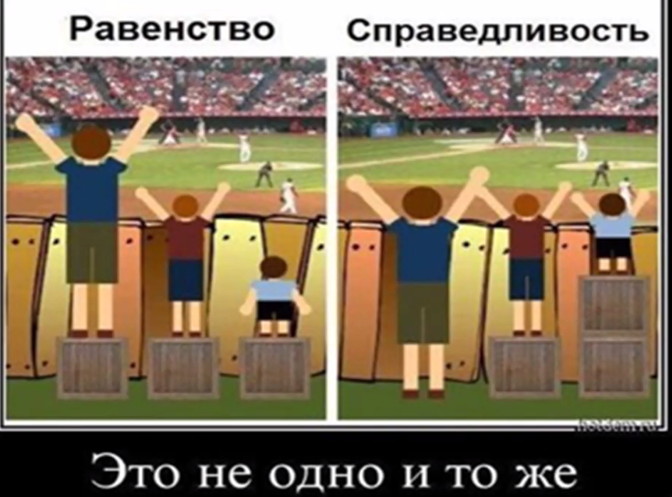 Равенство
Справедливость
Это не одно и то же